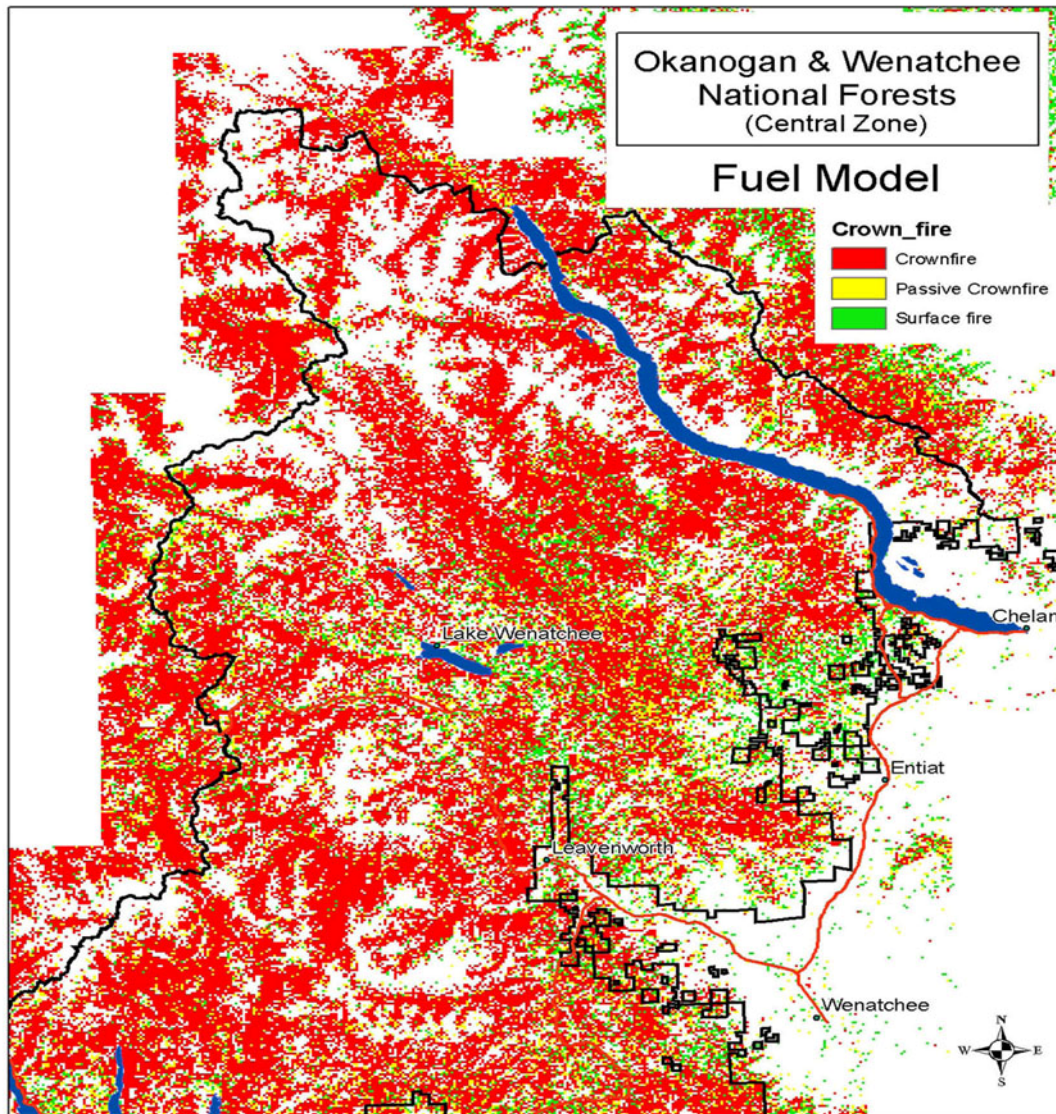 Okanogan & Wenatchee
National Forests
(Central Zone)
Fuel Model
Crown_fire
Crownfire
Passive Crownfire
Surface fire
Chelan
Lake Wenatchee
Entiat
Leavenworth
Wenatchee
N
W E
S